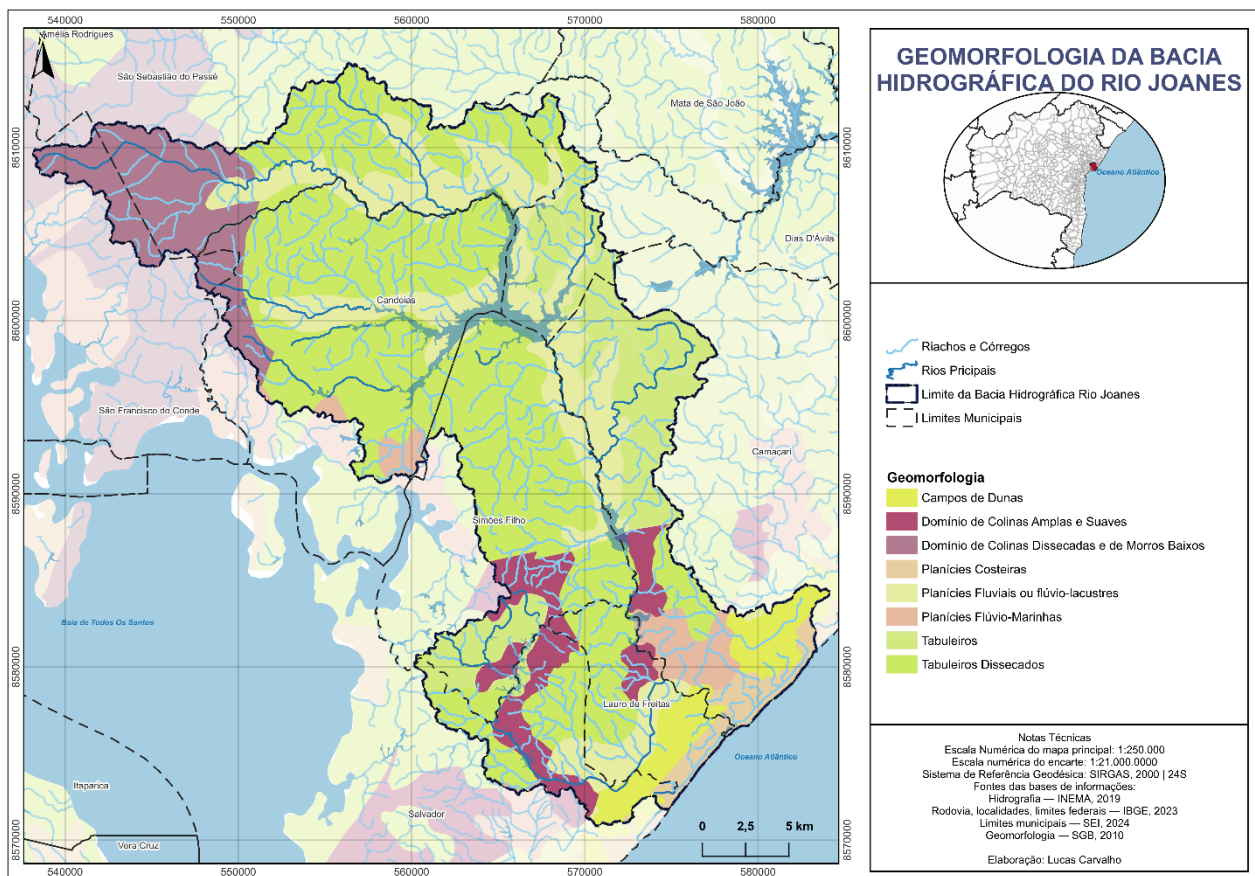 540000
550000
560000
570000
580000
Amélia Rodrigues
São Sebastião do Passé
Mata de São João
8610000
8610000
Dias D'Ávila
Candeias
8600000
8600000
São Francisco do Conde
Camaçari
8590000
8590000
Simões Filho
Baia de Todos Os Santos
8580000
8580000
Lauro de Freitas
Oceano Atlântico
Itaparica
Salvador
Vera Cruz
0 2,5 5 km
8570000
8570000
540000
550000
560000
570000
580000
GEOMORFOLOGIA DA BACIA
HIDROGRÁFICA DO RIO JOANES
Oceano Atlântico
Riachos e Córregos
Rios Pricipais
Limite da Bacia Hidrográfica Rio Joanes
Limites Municipais
Geomorfologia
Campos de Dunas
Domínio de Colinas Amplas e Suaves
Domínio de Colinas Dissecadas e de Morros Baixos
Planícies Costeiras
Planícies Fluviais ou flúvio-lacustres
Planícies Flúvio-Marinhas
Tabuleiros
Tabuleiros Dissecados
Notas Técnicas
Escala Numérica do mapa principal: 1:250.000
Escala numérica do encarte: 1:21.000.0000
Sistema de Referência Geodésica: SIRGAS, 2000 | 24S
Fontes das bases de informações:
Hidrografia — INEMA, 2019
Rodovia, localidades, limites federais — IBGE, 2023
Limites municipais — SEI, 2024
Geomorfologia — SGB, 2010
Elaboração: Lucas Carvalho